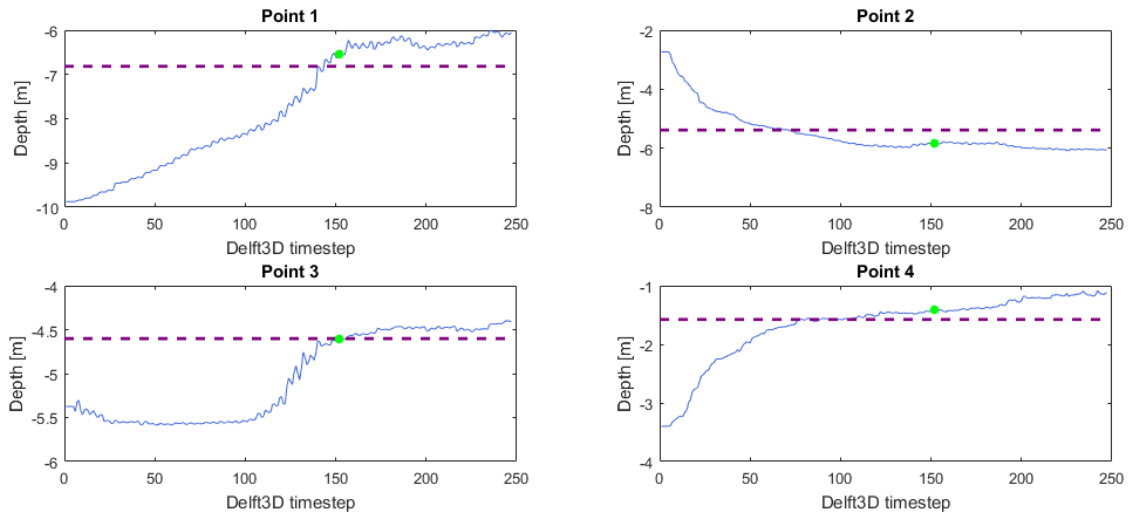 Point 1
Depth [m]
-6
-7
-8
-9
-10
0 50 100 150 200 250
Delft3D timestep
Point 2
Depth [m]
-2
-4
-6
-8
0 50 100 150 200 250
Delft3D timestep
Point 3
Depth [m]
-4
-4.5
-5
-5.5
-6
0 50 100 150 200 250
Delft3D timestep
Point 4
Depth [m]
-1
-2
-3
-4
0 50 100 150 200 250
Delft3D timestep